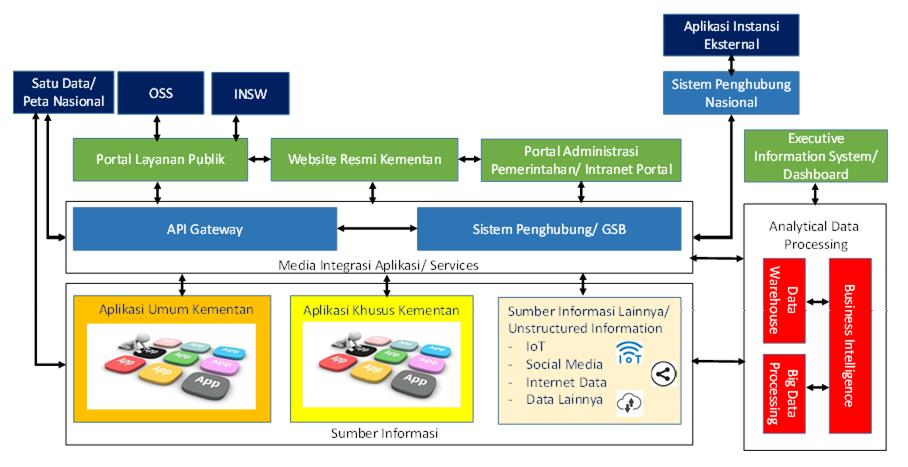 Aplikasi Instansi
Eksternal
Satu Data/
Peta Nasional
OSS
INSW
Sistem Penghubung
Nasional
Portal Layanan Publik
Website Resmi Kementan
Portal Administrasi
Pemerintahan/ Intranet Portal
Executive
Information System/
Dashboard
API Gateway
Sistem Penghubung/ GSB
Media Integrasi Aplikasi/ Services
Analytical Data
Processing
Data
Warehouse
Big Data
Processing
Business Intelligence
Aplikasi Umum Kementan
App
App
App
App
Aplikasi Khusus Kementan
App
App
App
App
Sumber Informasi Lainnya/
Unstructured Information
- IoT
- Social Media
- Internet Data
- Data Lainnya
IoT
Sumber Informasi